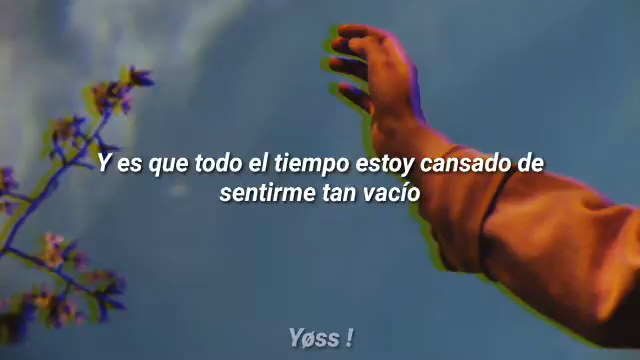 Y es que todo el tiempo estoy cansado de
sentirme tan vacío
Yøss !